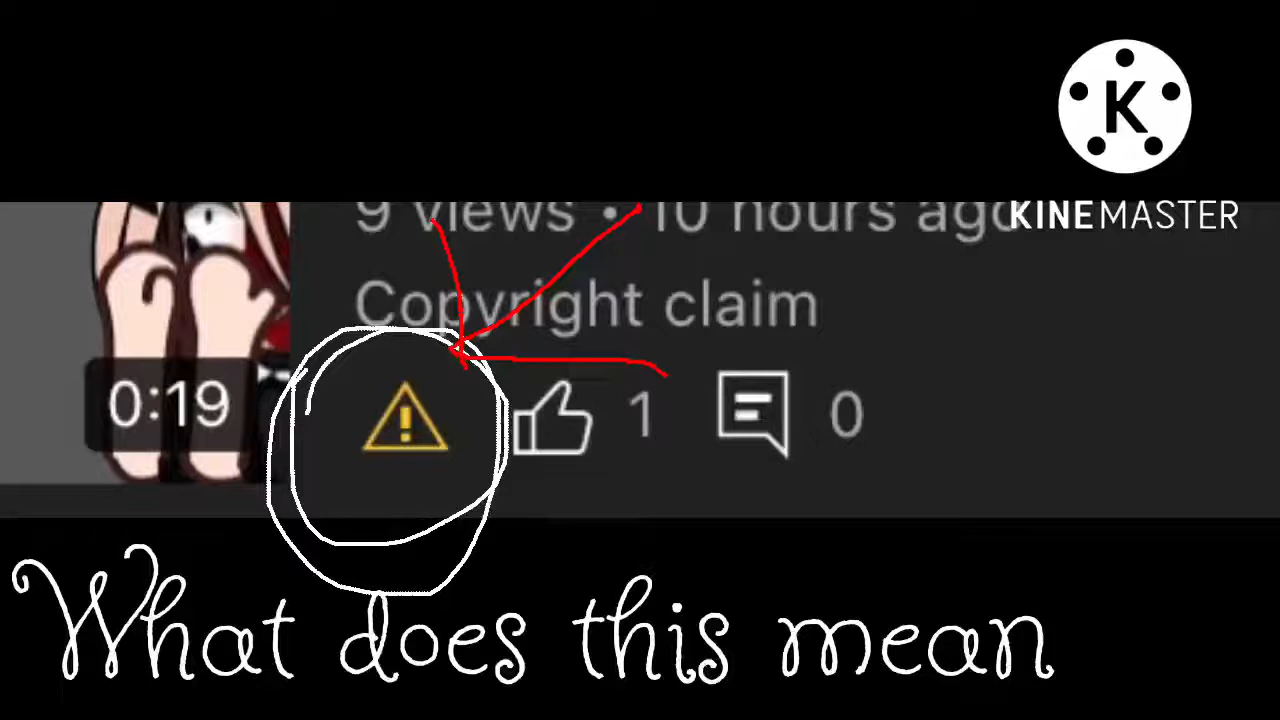 K
KINEMASTER
9 views • 10 hours ago
Copyright claim
0:19
1
0
What does this mean